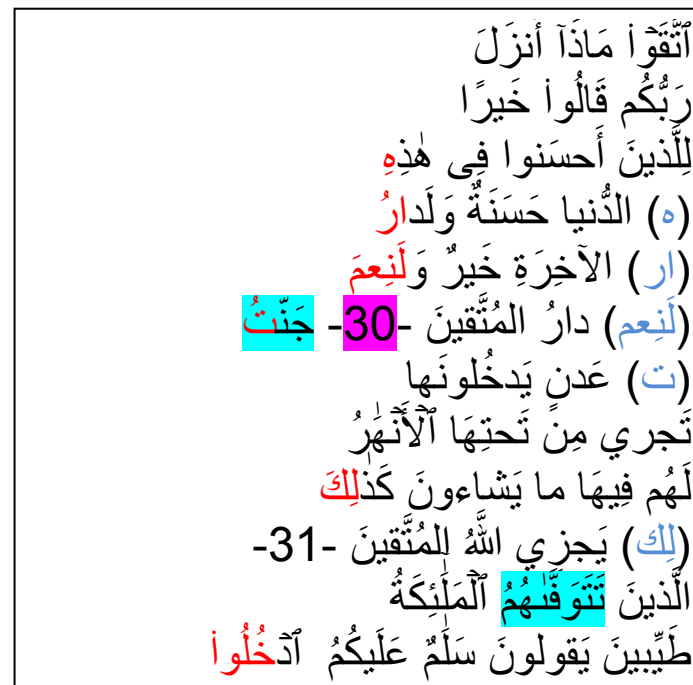 ٱتَّقَوۡاْ مَاذَآ أَنزَلَ
رَبُّكُم قَالُواْ خَيرًا
لِلَّذينَ أَحسَنوا فِى هٰذِهِ
(ه) الدُّنيا حَسَنَةٌ وَلَدارُ
(ار) الآخِرَةِ خَيرٌ وَلَنِعمَ
(لَنِعم) دارُ المُتَّقينَ -30- جَنّٰتُ
(ت) عَدنٍ يَدخُلونَها
تَجري مِنْ تَحتِهَا ٱلۡأَنۡهَٰرُ
لَهُم فِيهَا ما يَشاءونَ كَذٰلِكَ
(لِك) يَجزِي اللَّهُ المُتَّقينَ -31-
الَّذينَ تَتَوَفَّىٰهُمُ ٱلۡمَلَٰٓئِكَةُ
طَيِّبينَ يَقولونَ سَلَٰمٌ عَلَيكُمُ ٱدۡخُلُواْ